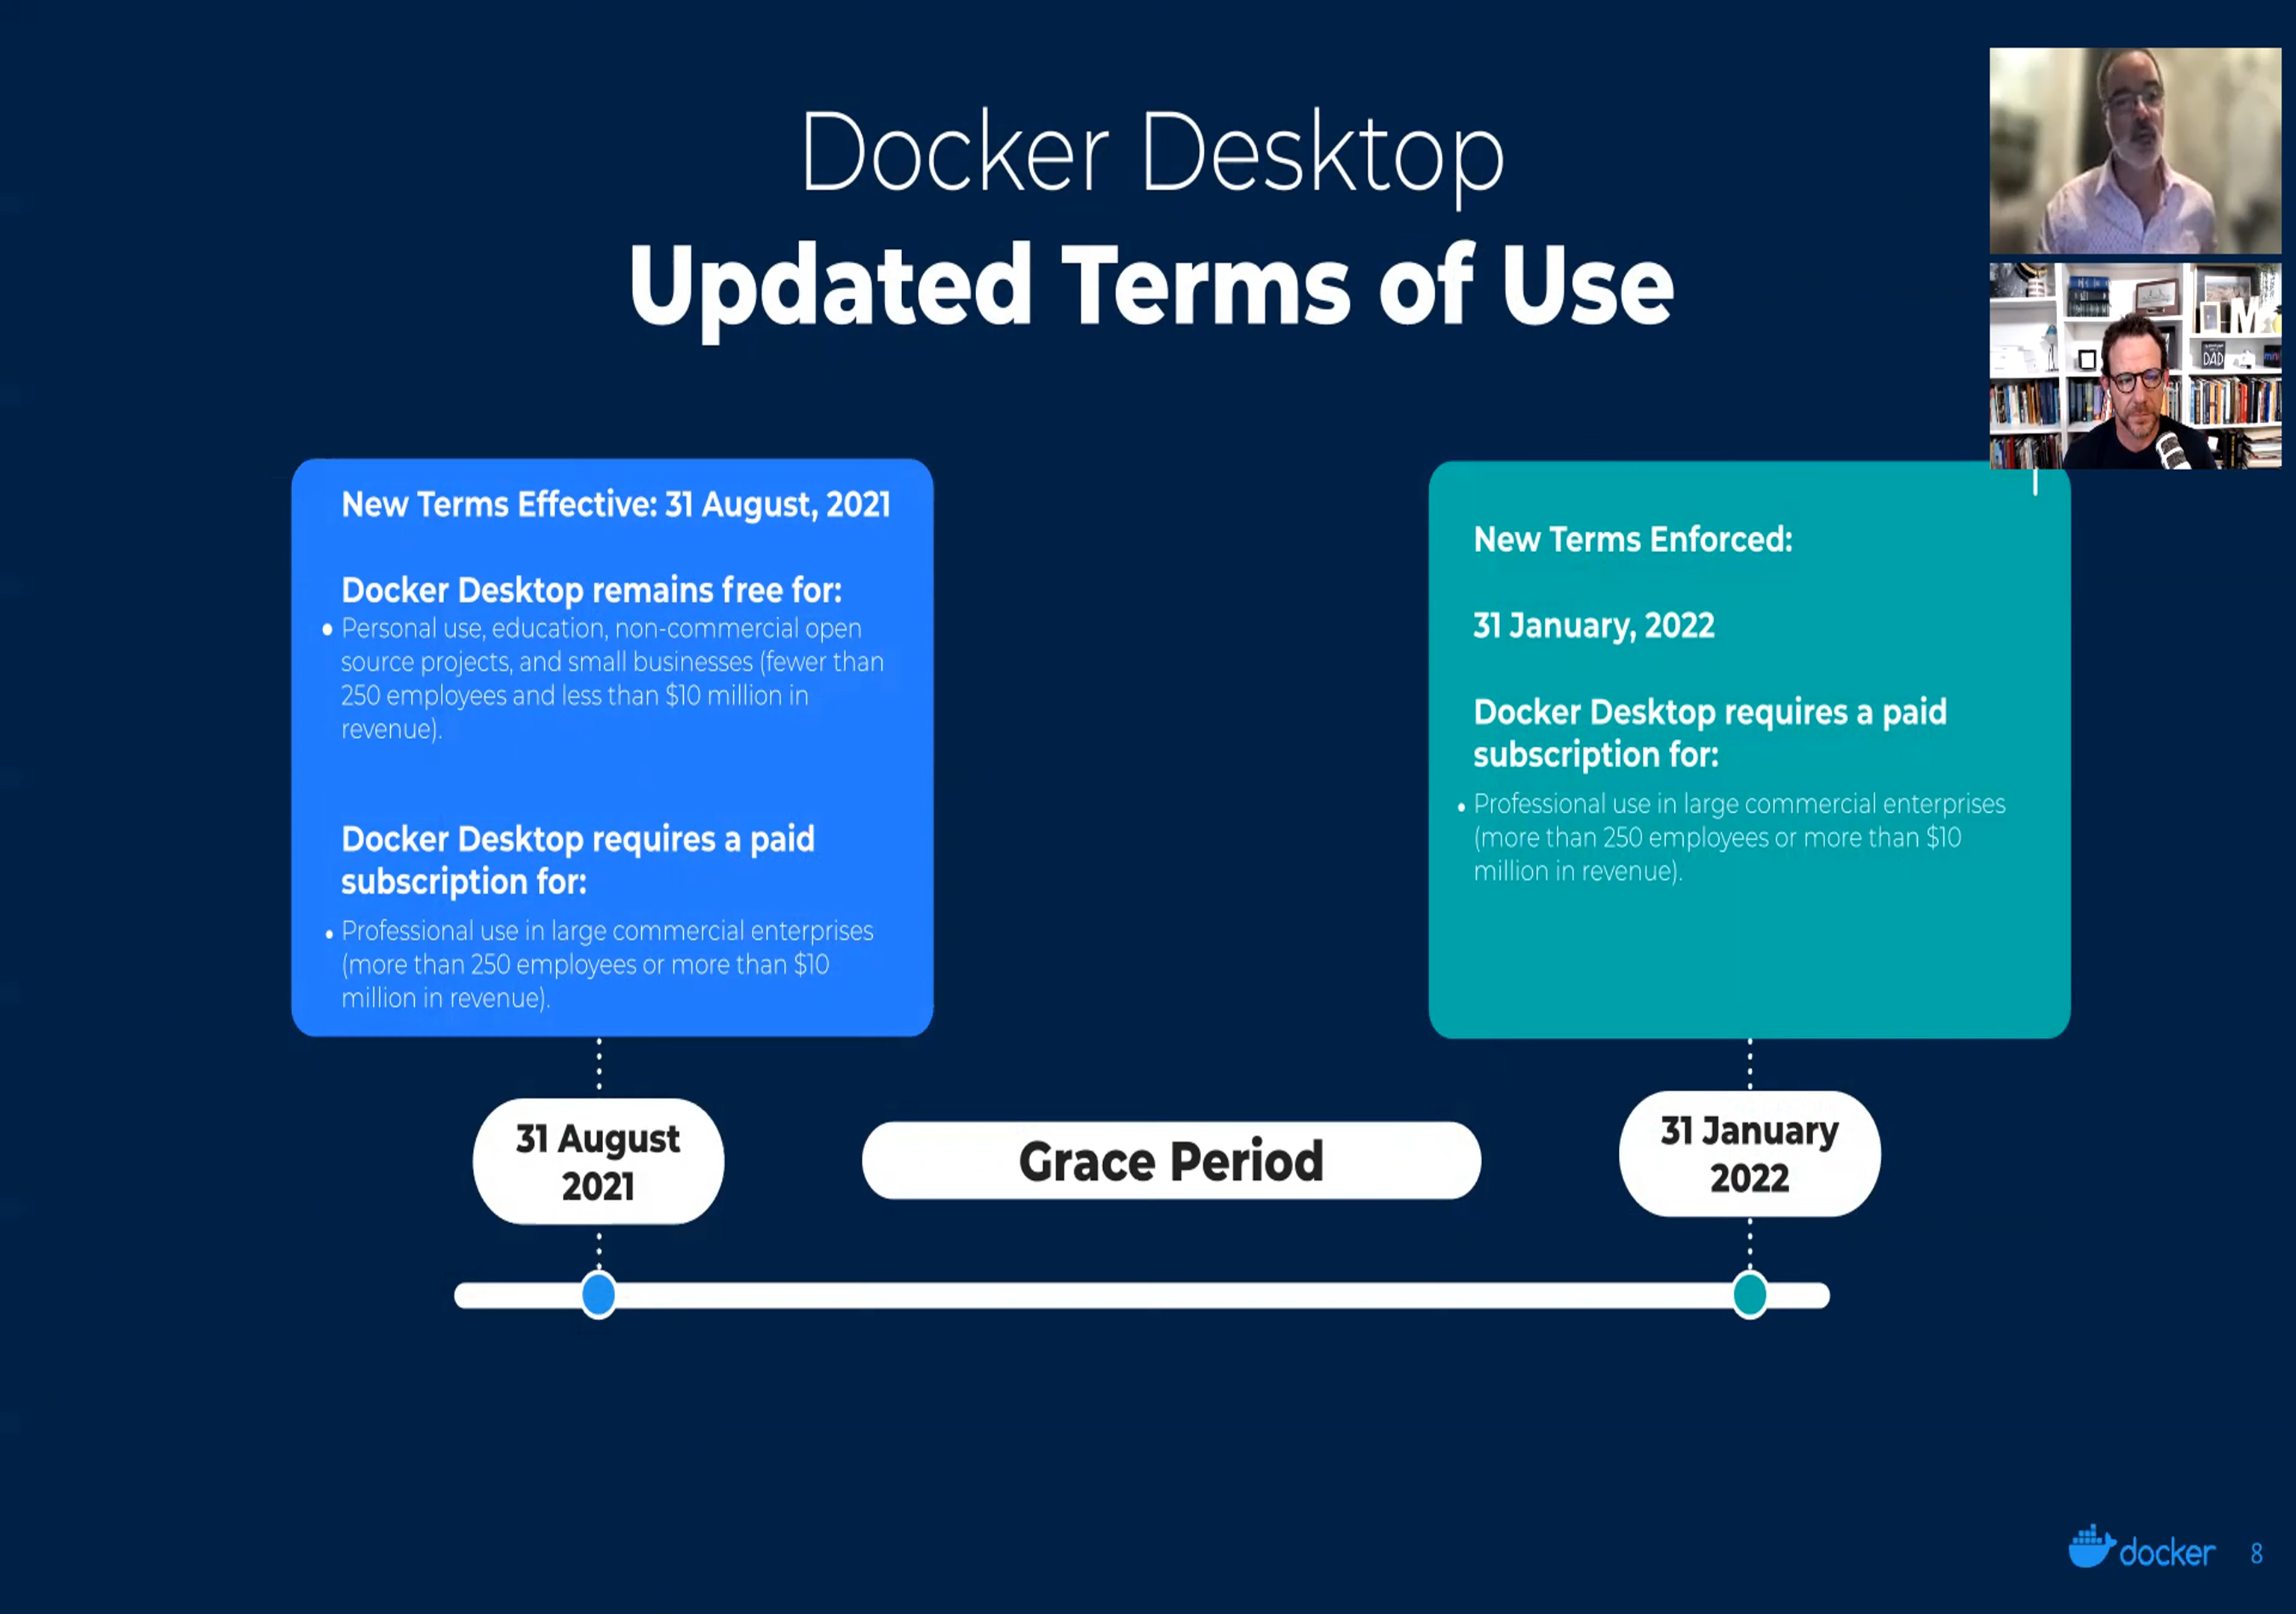 Docker Desktop
Updated Terms of Use
M
DAD
New Terms Effective: 31 August, 2021
Docker Desktop remains free for:
• Personal use, education, non-commercial open
source projects, and small businesses (fewer than
250 employees and less than $10 million in
revenue).
Docker Desktop requires a paid
subscription for:
• Professional use in large commercial enterprises
(more than 250 employees or more than $10
million in revenue).
New Terms Enforced:
31 January, 2022
Docker Desktop requires a paid
subscription for:
• Professional use in large commercial enterprises
(more than 250 employees or more than $10
million in revenue).
31 August
2021
Grace Period
31 January
2022
docker
8